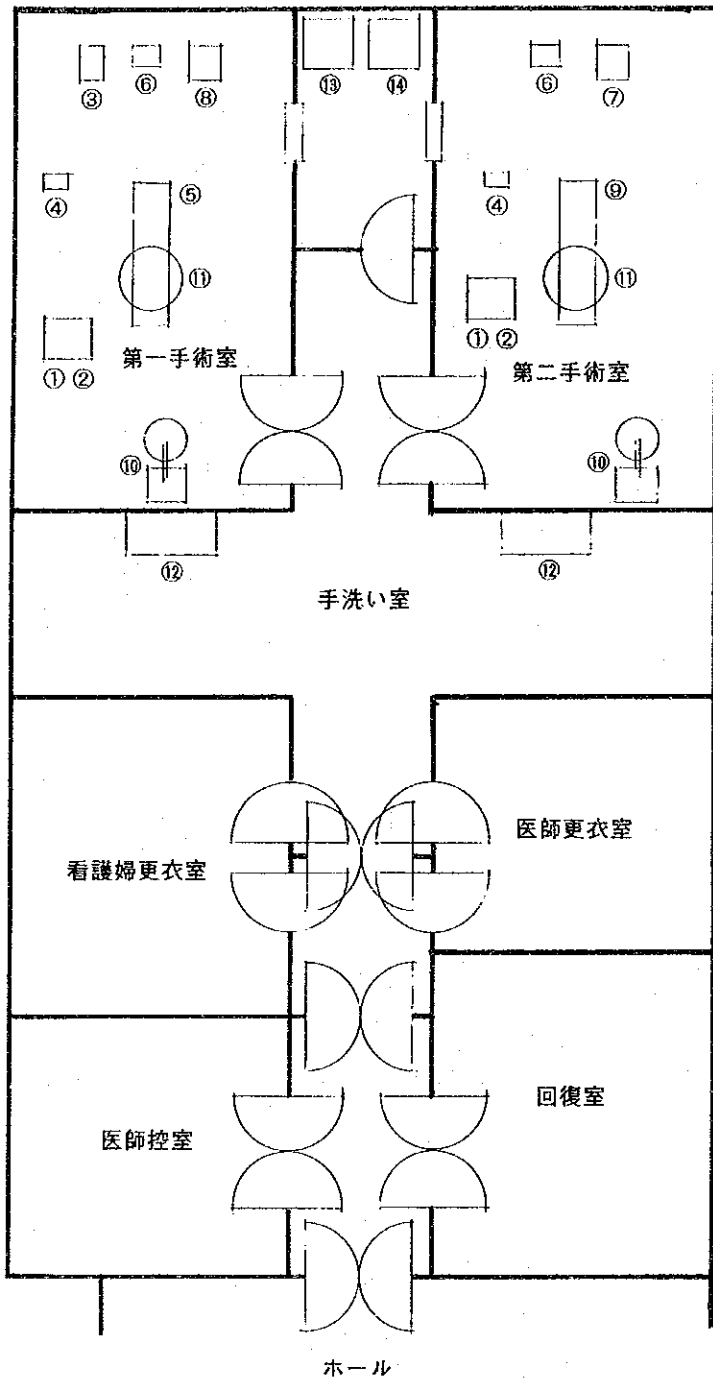 ⑬ ⑭
③ ⑥ ⑧
⑥ ⑦
④ ⑤
④ ⑨
⑪
⑪
① ②
① ②
第一手術室
第二手術室
⑩
⑩
⑫
⑫
手洗い室
医師更衣室
看護婦更衣室
回復室
医師控室
ホール